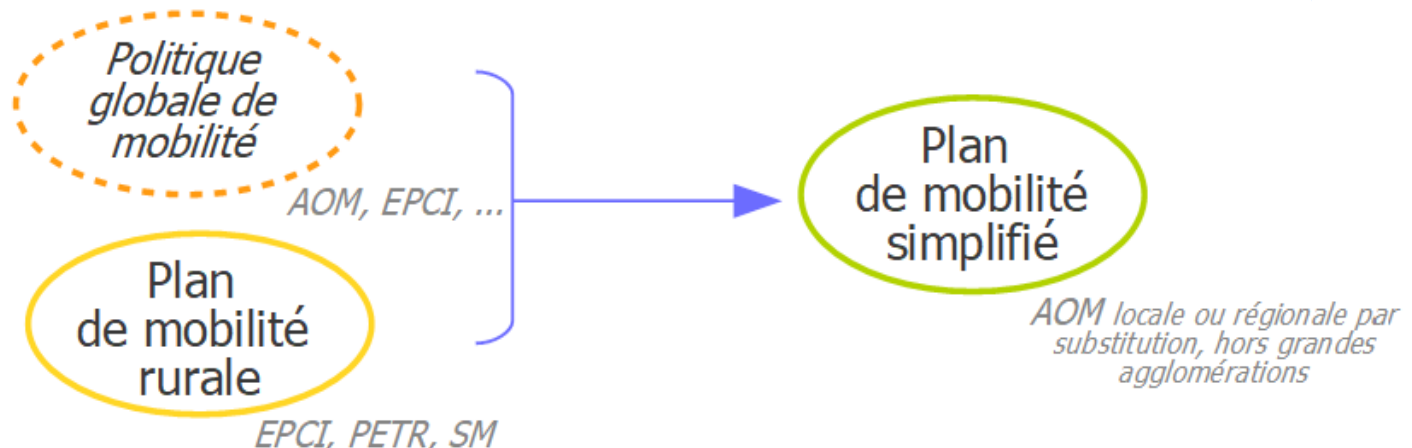 Politique
globale de
mobilité
AOM, EPCI, ...
Plan
de mobilité
rurale
EPCI, PETR, SM
Plan
de mobilité
simplifié
AOM locale ou régionale par
substitution, hors grandes
agglomérations